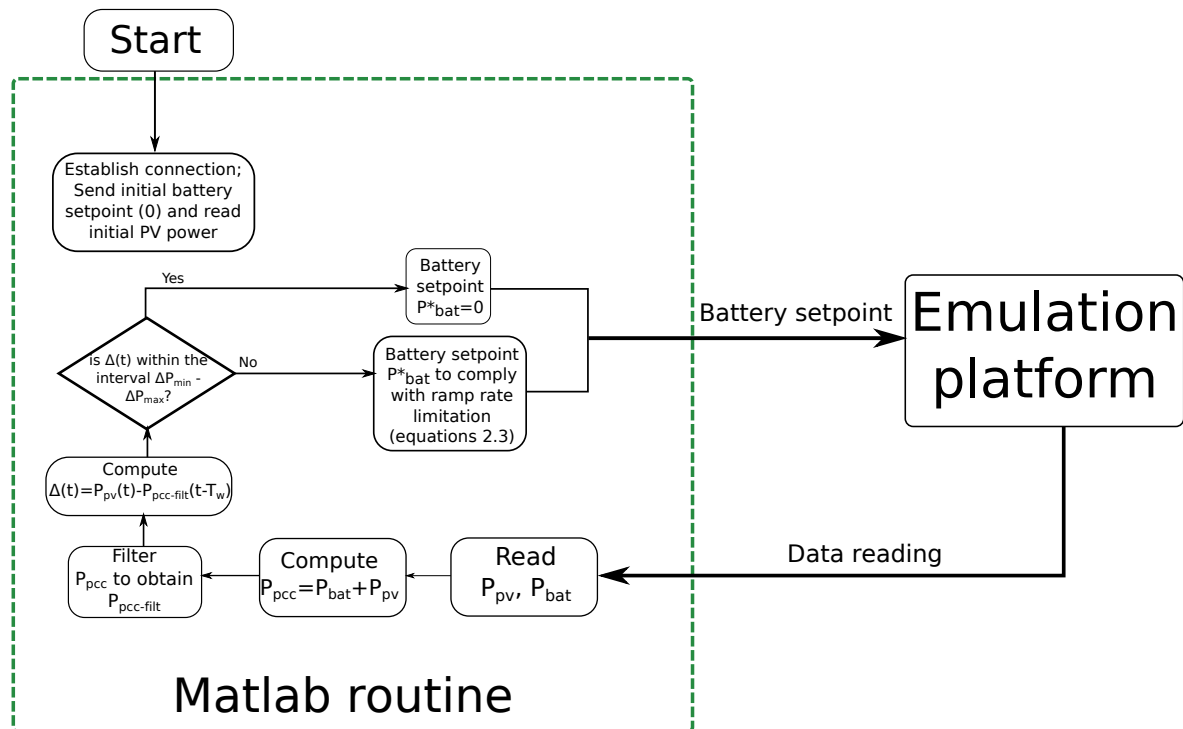 Start
Establish connection;
Send initial battery
setpoint (0) and read
initial PV power
Yes
Battery
setpoint
P*bat=0
is Δ(t) within the
interval ΔPmin -
ΔPmax?
No
Battery setpoint
P*bat to comply
with ramp rate
limitation
(equations 2.3)
Battery setpoint
Emulation
platform
Compute
Δ(t)=Ppv(t)-Ppcc-filt(t-Tw)
Filter
Ppcc to obtain
Ppcc-filt
Compute
Ppcc=Pbat+Ppv
Read
Ppv, Pbat
Data reading
Matlab routine